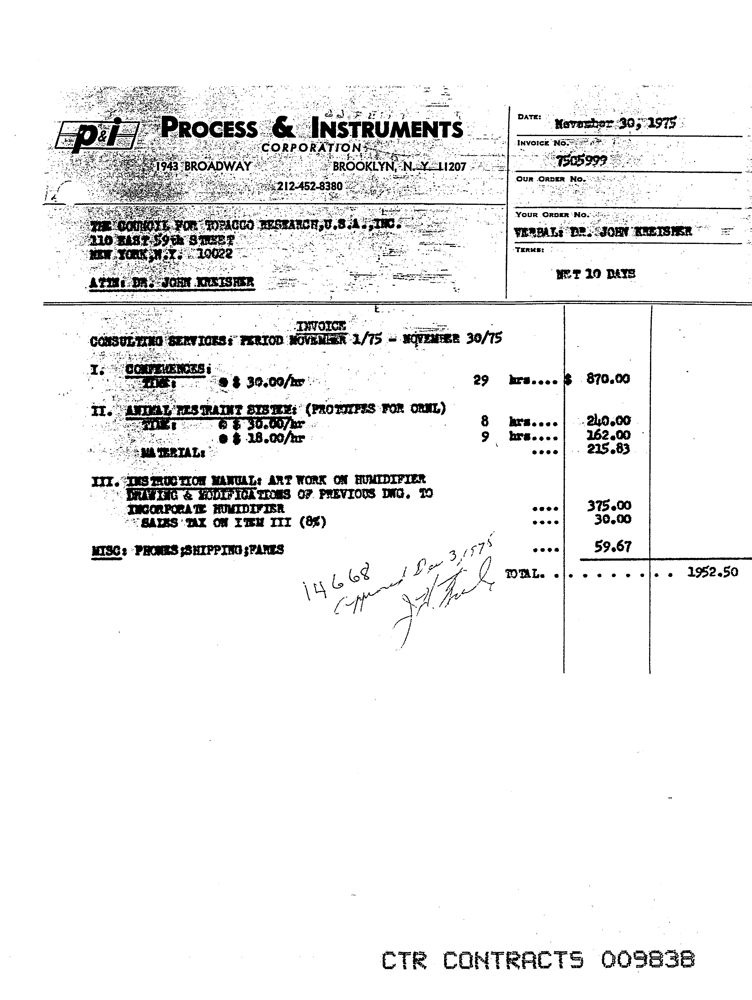 p&i PROCESS & INSTRUMENTS
CORPORATION
1943 BROADWAY BROOKLYN, N. Y. 11207
212-452-8380
DATE: November 30, 1975
INVOICE NO. 7505999
OUR ORDER NO.
YOUR ORDER NO.
VERBAL: DR. JOHN KREISHER
TERMS:
NET 10 DAYS
THE COUNCIL FOR TOPACCO RESEARCH,U.S.A.,INC.
110 EAST 59th STREET
NEW YORK,N.Y. 10022
ATTN: DR. JOHN KREISHER
INVOICE
CONSULTING SERVICES: PERIOD NOVEMBER 1/75 - NOVEMBER 30/75
I. CONFERENCES:
TIME: @ $ 30.00/hr 29 hrs.... $ 870.00
II. ANIMAL RESTRAINT SYSTEM: (PROTOTYPES FOR ORNL)
TIME: @ $ 30.00/hr 8 hrs.... 240.00
@ $ 18.00/hr 9 hrs.... 162.00
MATERIAL: .... 215.83
III. INSTRUCTION MANUAL: ART WORK ON HUMIDIFIER
DRAWING & MODIFICATIONS OF PREVIOUS DWG. TO
INCORPORATE HUMIDIFIER .... 375.00
SALES TAX ON ITEM III (8%) .... 30.00
MISC: PHONES;SHIPPING;FARES .... 59.67
TOTAL. . . . . . . . . . 1952.50
14668
Approved Dec 3, 1975
CTR CONTRACTS 009838